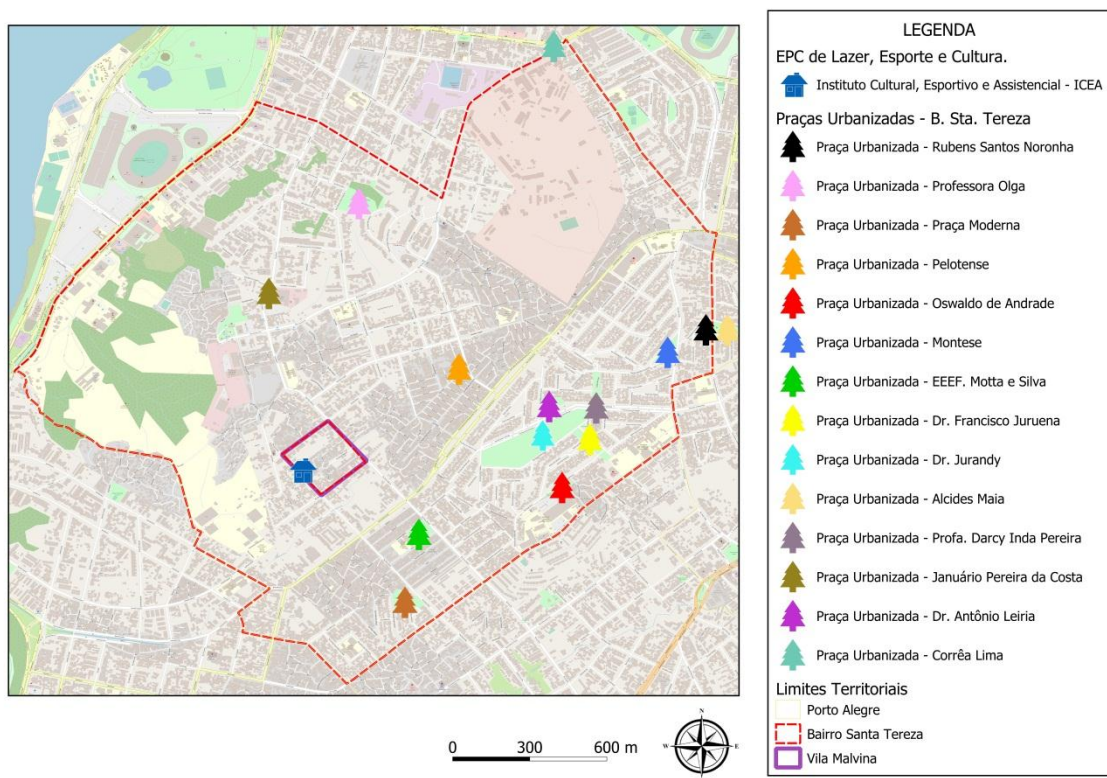 LEGENDA
EPC de Lazer, Esporte e Cultura.
Instituto Cultural, Esportivo e Assistencial - ICEA
Praças Urbanizadas - B. Sta. Tereza
Praça Urbanizada - Rubens Santos Noronha
Praça Urbanizada - Professora Olga
Praça Urbanizada - Praça Moderna
Praça Urbanizada - Pelotense
Praça Urbanizada - Oswaldo de Andrade
Praça Urbanizada - Montese
Praça Urbanizada - EEEF. Motta e Silva
Praça Urbanizada - Dr. Francisco Juruena
Praça Urbanizada - Dr. Jurandy
Praça Urbanizada - Alcides Maia
Praça Urbanizada - Profa. Darcy Inda Pereira
Praça Urbanizada - Januário Pereira da Costa
Praça Urbanizada - Dr. Antônio Leiria
Praça Urbanizada - Corrêa Lima
Limites Territoriais
Porto Alegre
Bairro Santa Tereza
Vila Malvina
0 300 600 m
N
W E
S